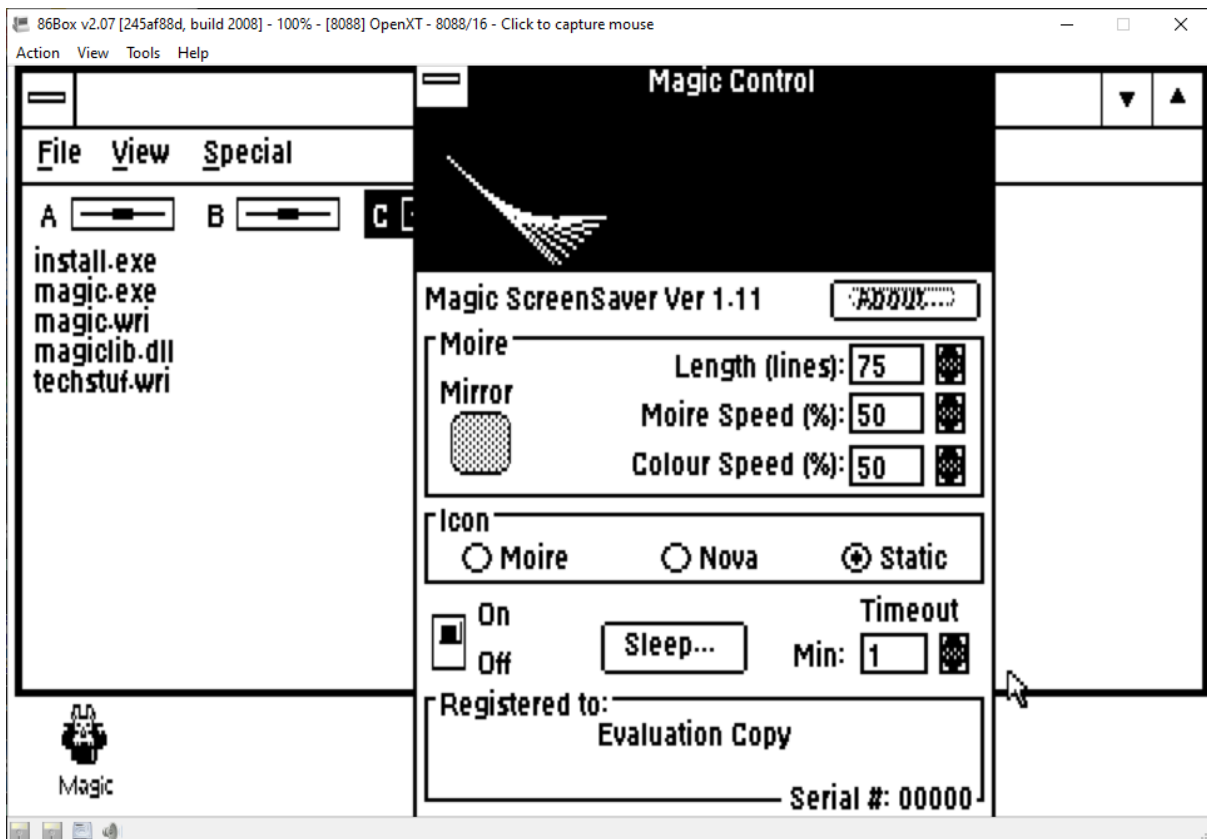 86Box v2.07 [245af88d, build 2008] - 100% - [8088] OpenXT - 8088/16 - Click to capture mouse
Action View Tools Help
Magic Control
File View Special
A B C
install.exe
magic.exe
magic.wri
magiclib.dll
techstuf.wri
Magic ScreenSaver Ver 1.11 About...
Moire
Mirror
Length (lines): 75
Moire Speed (%): 50
Colour Speed (%): 50
Icon
Moire Nova Static
On
Off
Sleep...
Timeout
Min: 1
Registered to:
Evaluation Copy
Serial #: 00000
Magic